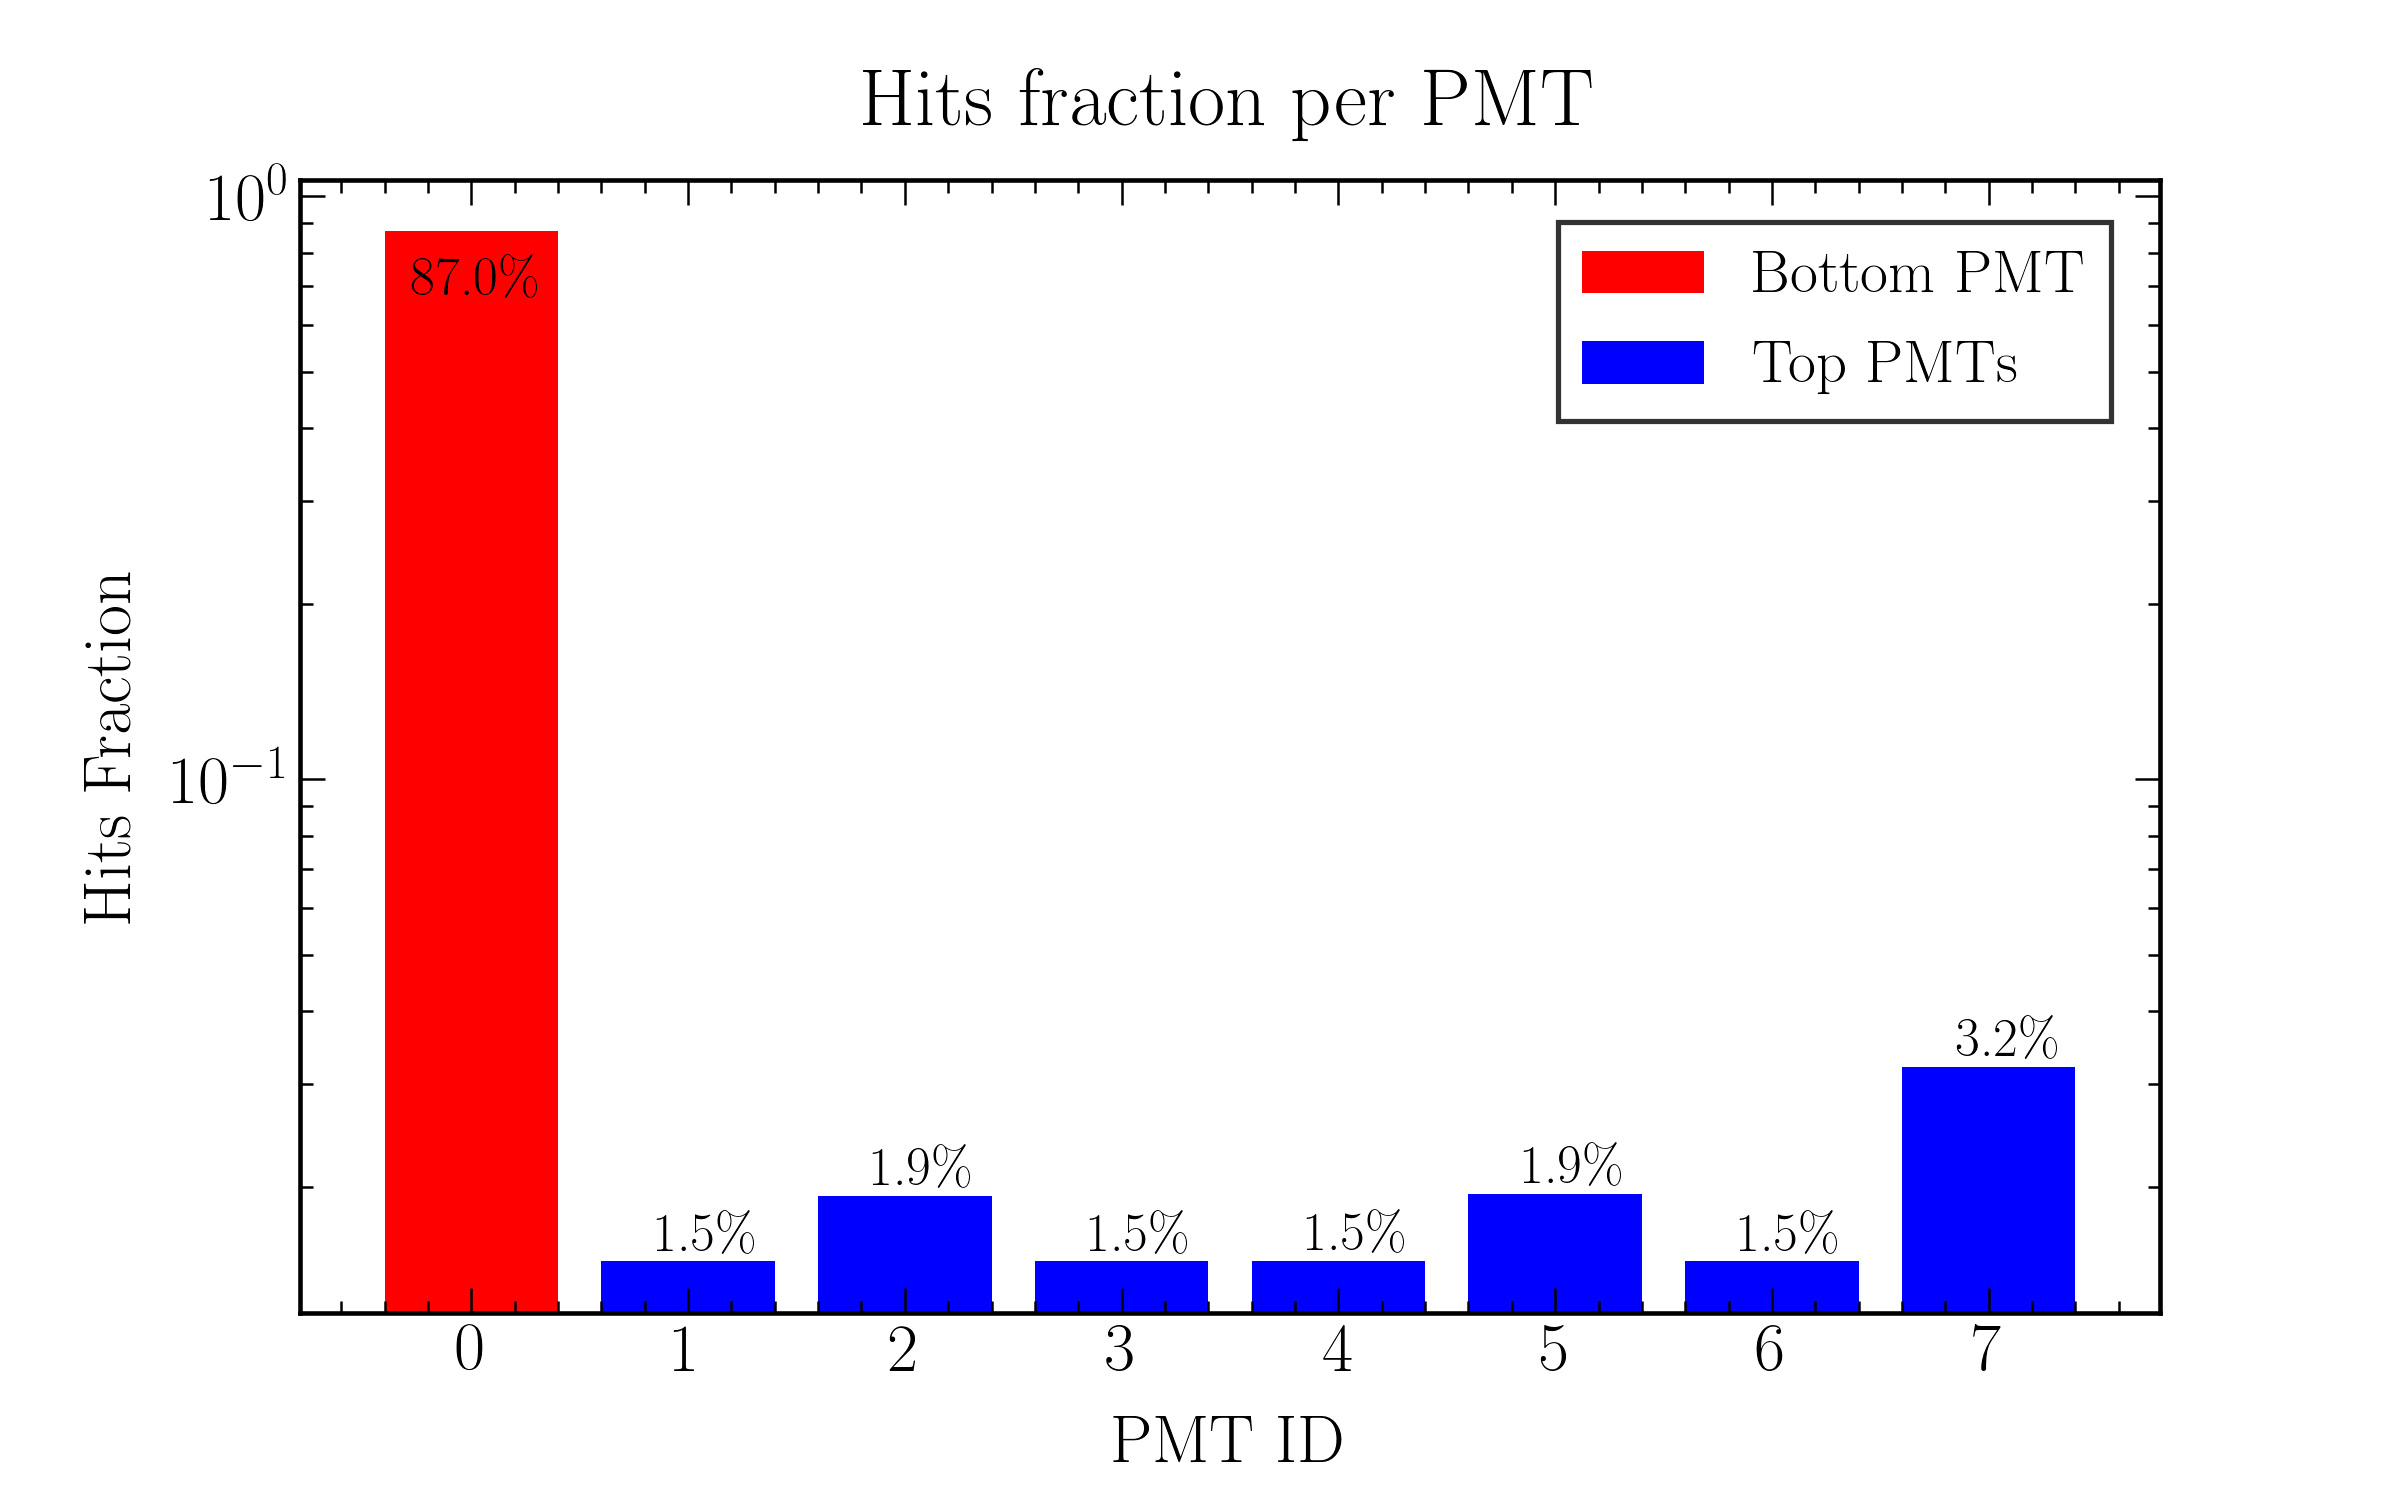 Hits fraction per PMT
10⁰
10⁻¹
Hits Fraction
87.0%
1.5%
1.9%
1.5%
1.5%
1.9%
1.5%
3.2%
Bottom PMT
Top PMTs
0 1 2 3 4 5 6 7
PMT ID